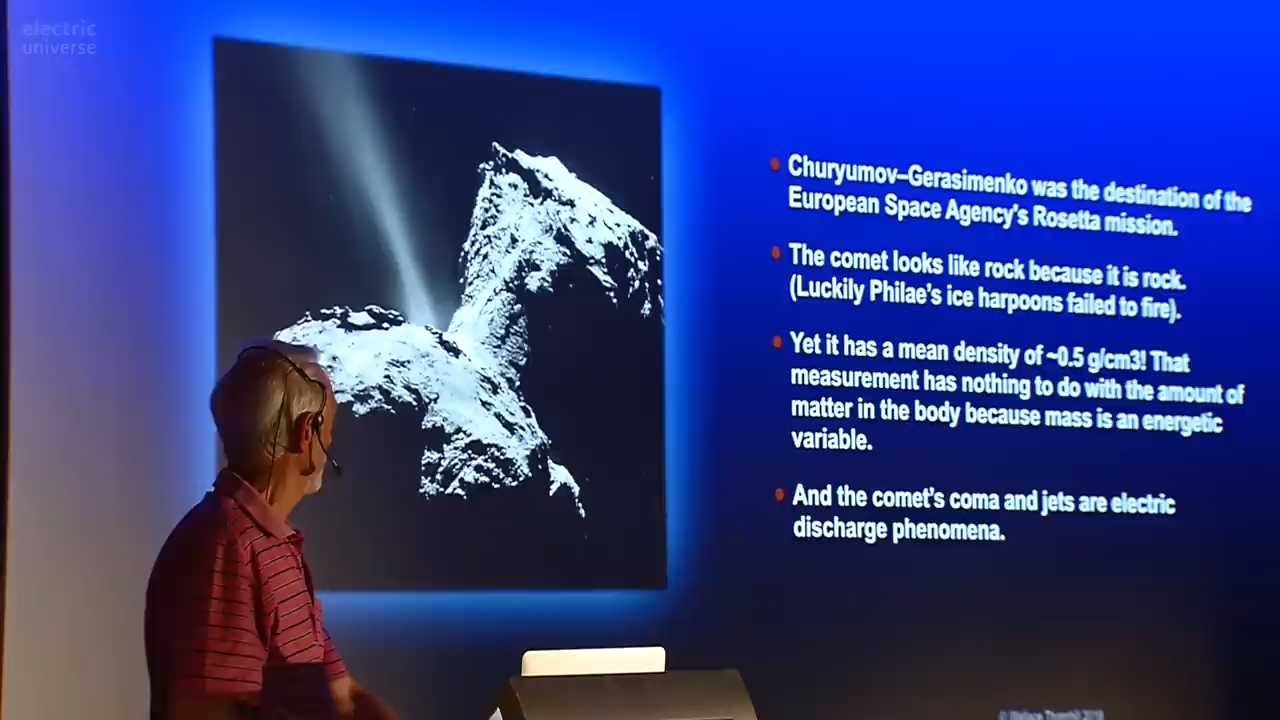 electric
universe
Churyumov–Gerasimenko was the destination of the
European Space Agency's Rosetta mission.
The comet looks like rock because it is rock.
(Luckily Philae's ice harpoons failed to fire).
Yet it has a mean density of ~0.5 g/cm3! That
measurement has nothing to do with the amount of
matter in the body because mass is an energetic
variable.
And the comet's coma and jets are electric
discharge phenomena.